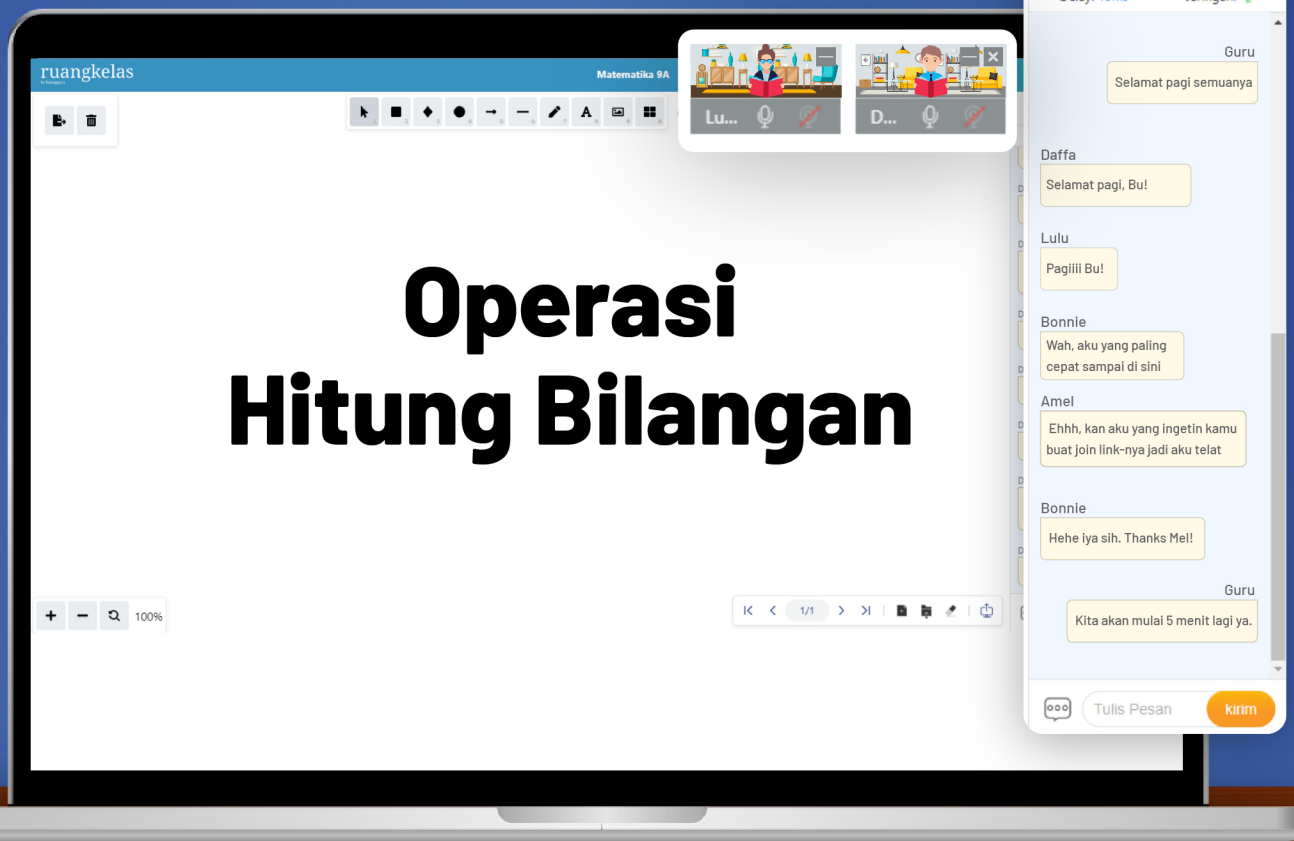 ruangkelas
Matematika 9A
Lu...
D...
Operasi
Hitung Bilangan
100%
1/1
Guru
Selamat pagi semuanya
Daffa
Selamat pagi, Bu!
Lulu
Pagiiii Bu!
Bonnie
Wah, aku yang paling
cepat sampai di sini
Amel
Ehhh, kan aku yang ingetin kamu
buat join link-nya jadi aku telat
Bonnie
Hehe iya sih. Thanks Mel!
Guru
Kita akan mulai 5 menit lagi ya.
Tulis Pesan
kirim